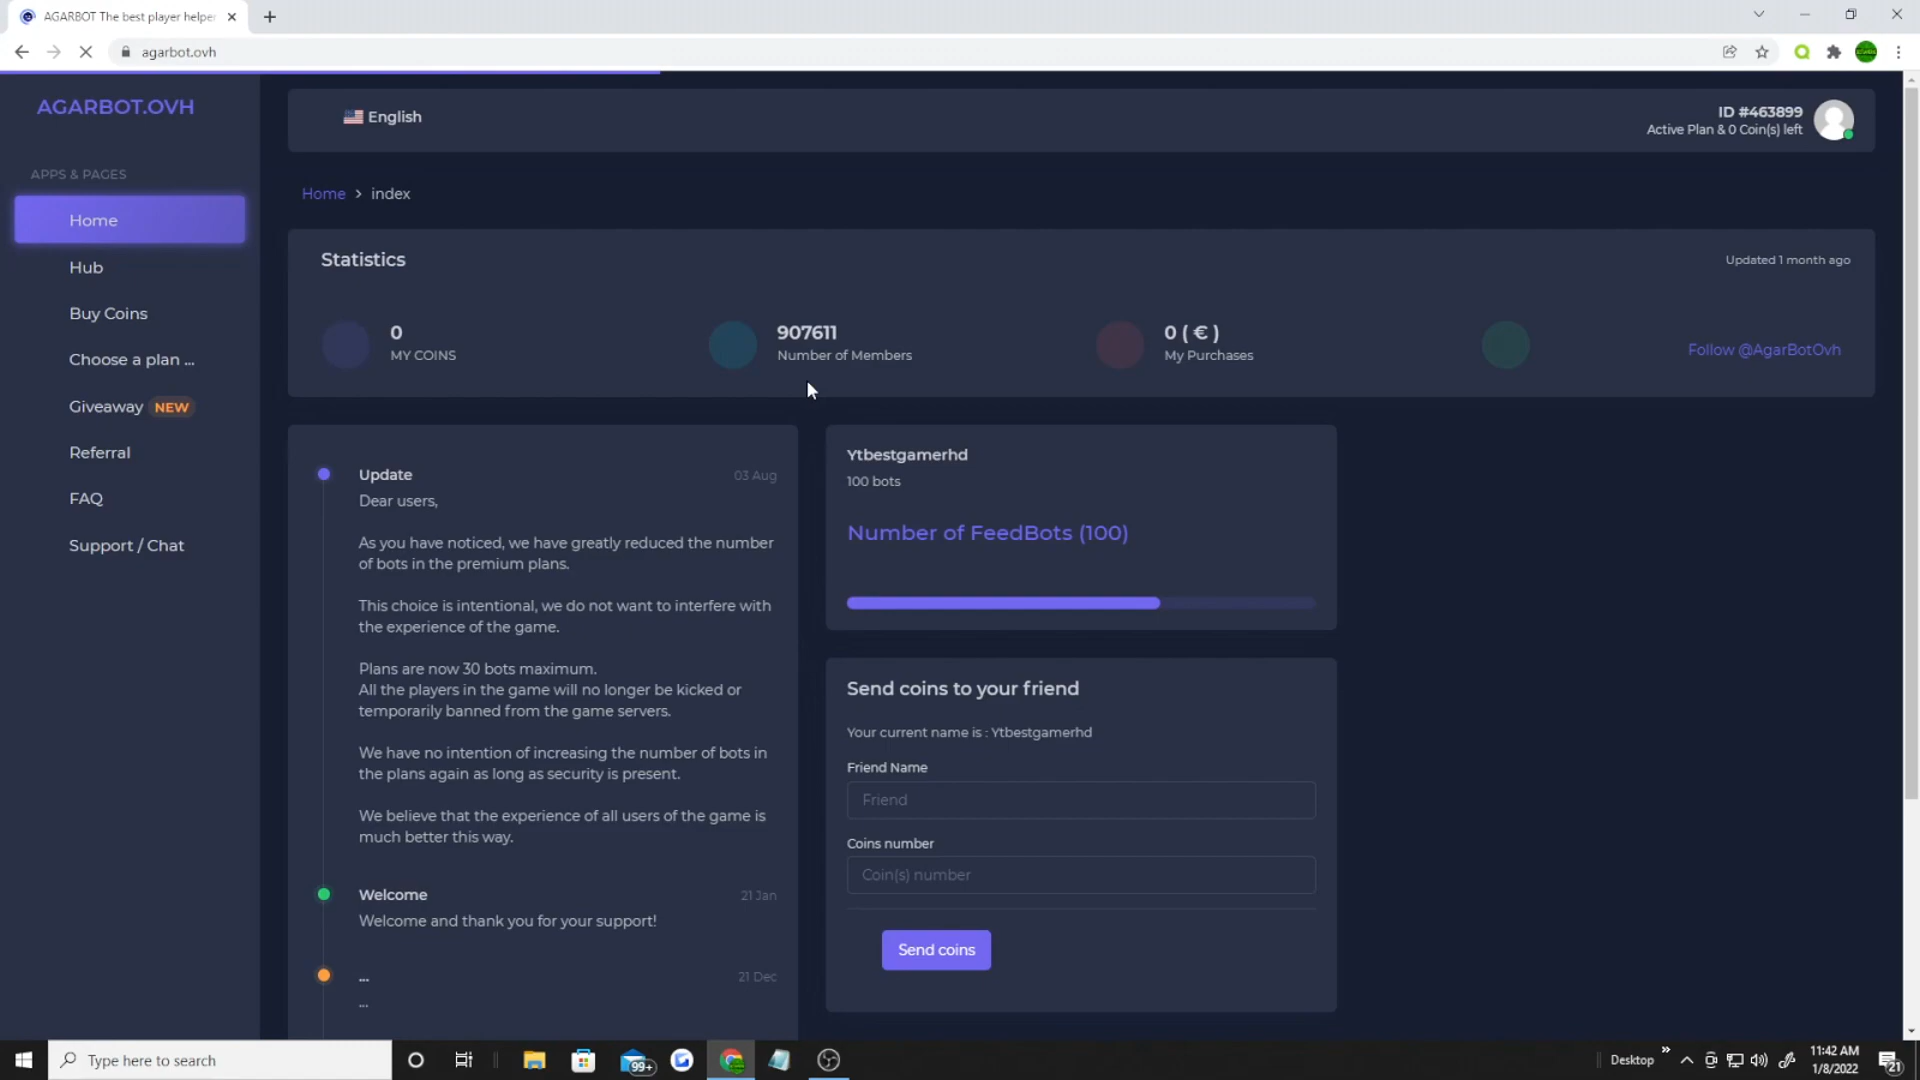 AGARBOT The best player helper
agarbot.ovh
AGARBOT.OVH
APPS & PAGES
Home
Hub
Buy Coins
Choose a plan ...
Giveaway NEW
Referral
FAQ
Support / Chat
English
ID #463899
Active Plan & 0 Coin(s) left
Home > index
Statistics
Updated 1 month ago
0
MY COINS
907611
Number of Members
0 ( € )
My Purchases
Follow @AgarBotOvh
Update
03 Aug
Dear users,
As you have noticed, we have greatly reduced the number
of bots in the premium plans.
This choice is intentional, we do not want to interfere with
the experience of the game.
Plans are now 30 bots maximum.
All the players in the game will no longer be kicked or
temporarily banned from the game servers.
We have no intention of increasing the number of bots in
the plans again as long as security is present.
We believe that the experience of all users of the game is
much better this way.
Welcome
21 Jan
Welcome and thank you for your support!
...
21 Dec
...
Ytbestgamerhd
100 bots
Number of FeedBots (100)
Send coins to your friend
Your current name is : Ytbestgamerhd
Friend Name
Friend
Coins number
Coin(s) number
Send coins
Type here to search
99+
Desktop
11:42 AM
1/8/2022
21